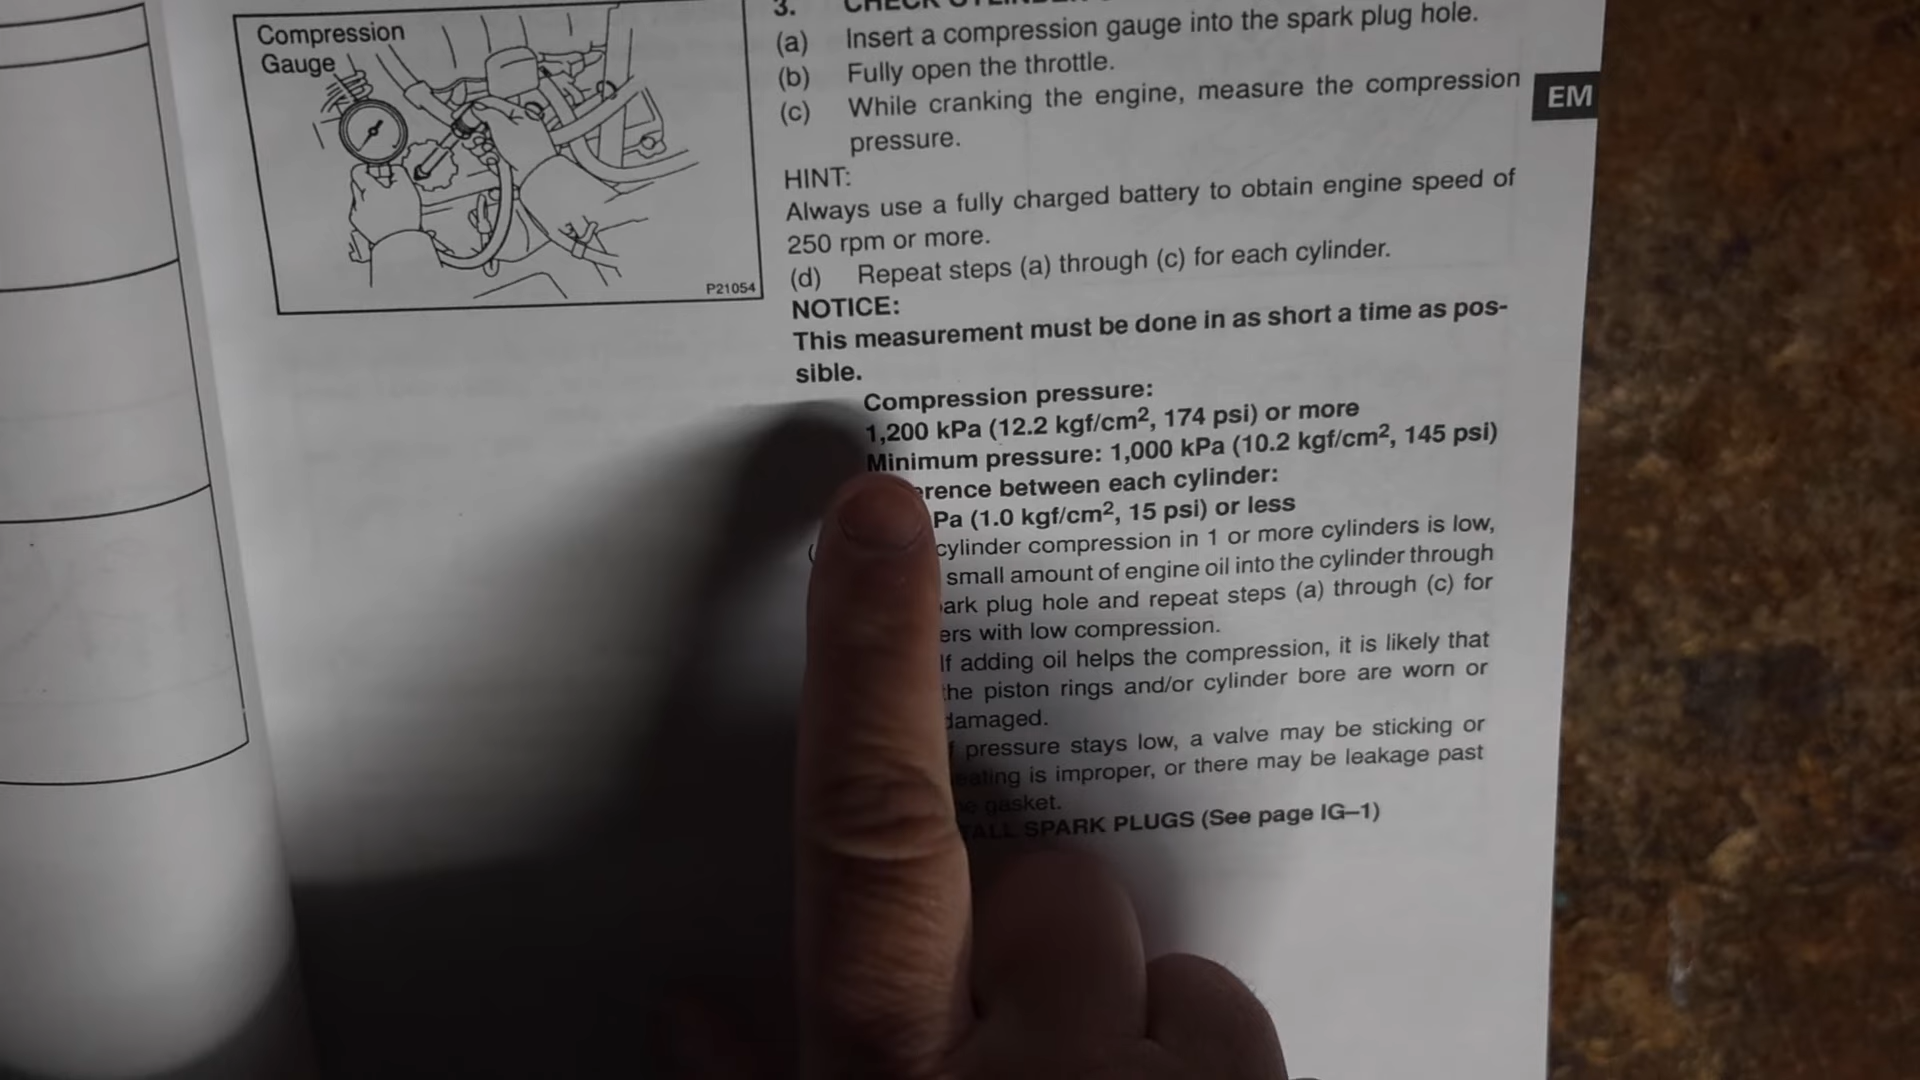 Compression
Gauge
P21054
3.
(a) Insert a compression gauge into the spark plug hole.
(b) Fully open the throttle.
(c) While cranking the engine, measure the compression
pressure.
EM
HINT:
Always use a fully charged battery to obtain engine speed of
250 rpm or more.
(d) Repeat steps (a) through (c) for each cylinder.
NOTICE:
This measurement must be done in as short a time as pos-
sible.
Compression pressure:
1,200 kPa (12.2 kgf/cm², 174 psi) or more
Minimum pressure: 1,000 kPa (10.2 kgf/cm², 145 psi)
between each cylinder:
(1.0 kgf/cm², 15 psi) or less
cylinder compression in 1 or more cylinders is low,
small amount of engine oil into the cylinder through
plug hole and repeat steps (a) through (c) for
with low compression.
If adding oil helps the compression, it is likely that
the piston rings and/or cylinder bore are worn or
damaged.
pressure stays low, a valve may be sticking or
is improper, or there may be leakage past
gasket.
SPARK PLUGS (See page IG–1)